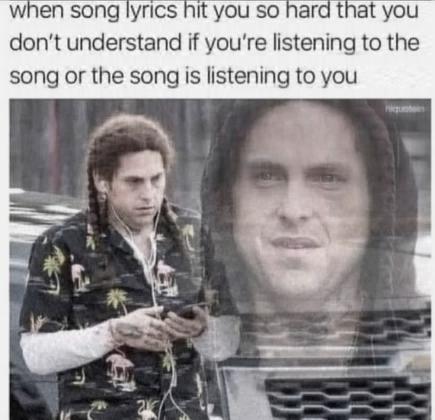 when song lyrics hit you so hard that you
don't understand if you're listening to the
song or the song is listening to you